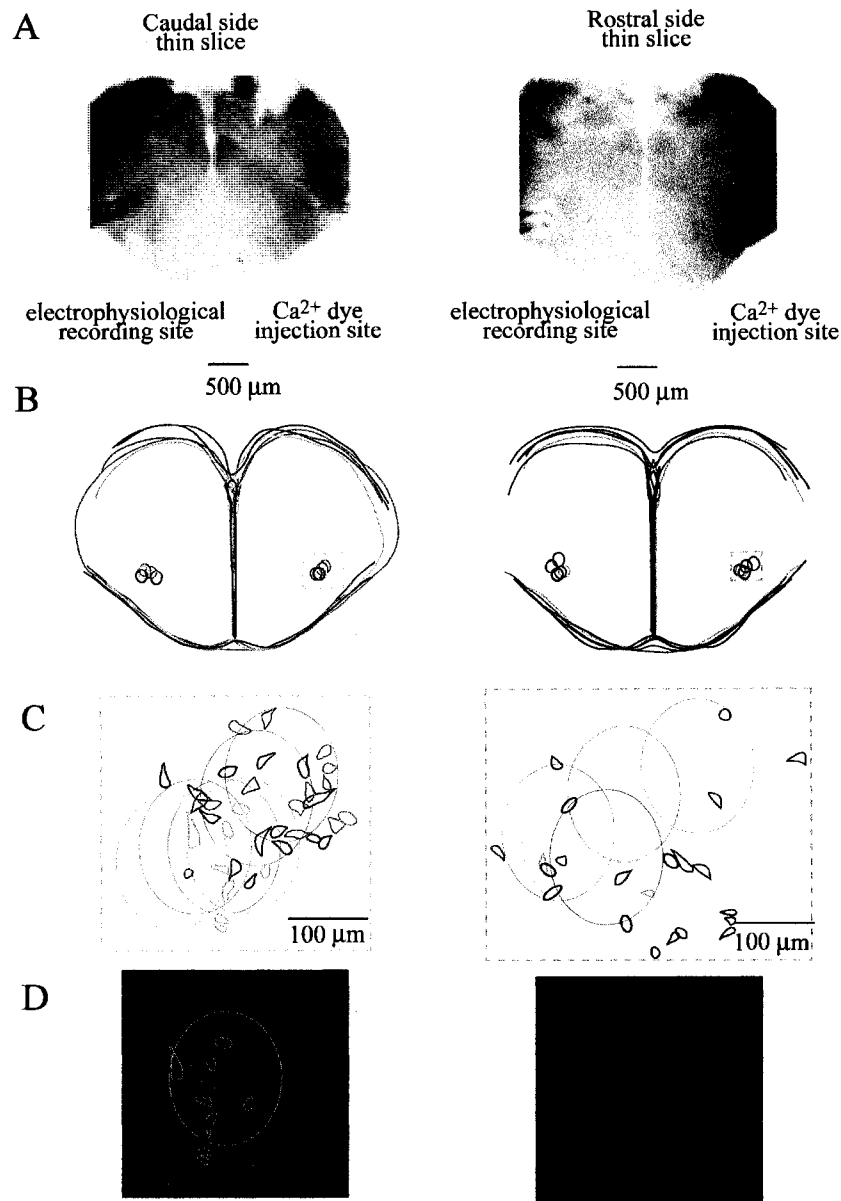 A
Caudal side
thin slice
Rostral side
thin slice
electrophysiological
recording site
Ca2+ dye
injection site
electrophysiological
recording site
Ca2+ dye
injection site
500 μm
500 μm
B
C
100 μm
100 μm
D